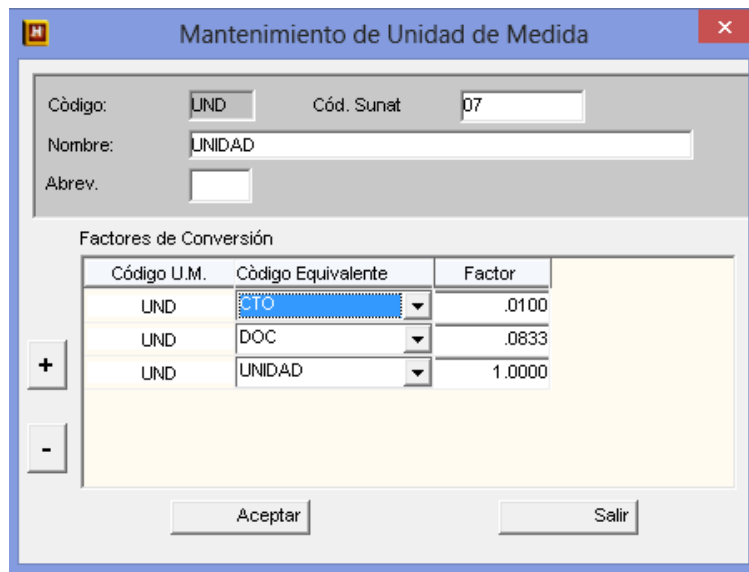 Mantenimiento de Unidad de Medida
Còdigo: UND Cód. Sunat 07
Nombre: UNIDAD
Abrev.
Factores de Conversión
Código U.M. Còdigo Equivalente Factor
UND CTO .0100
UND DOC .0833
UND UNIDAD 1.0000
+
-
Aceptar Salir